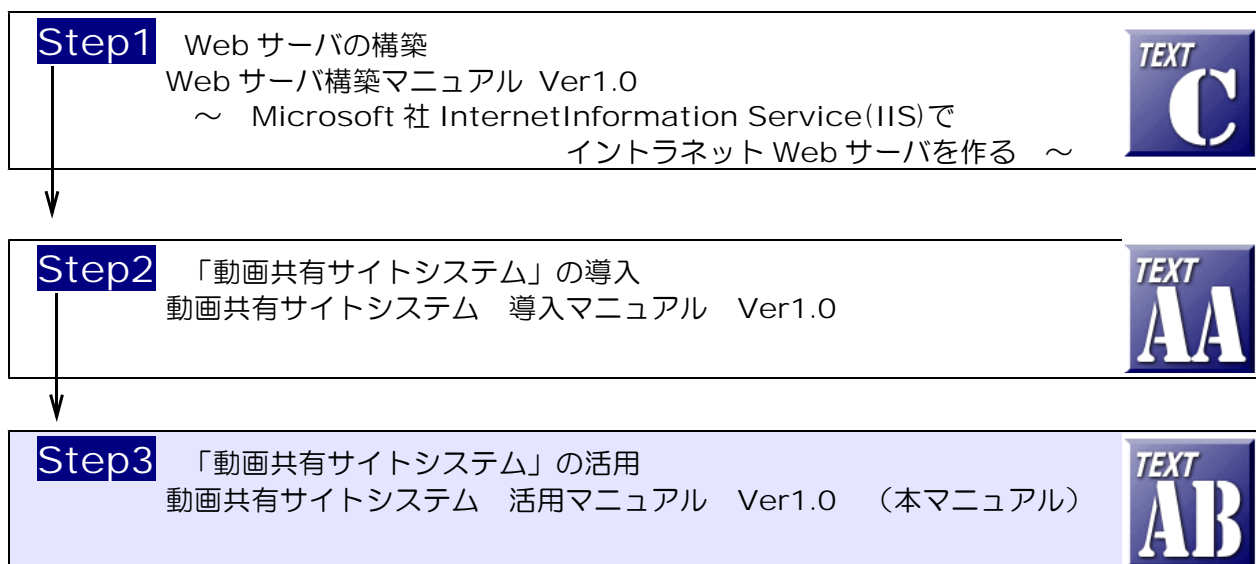 Step1 Web サーバの構築
Web サーバ構築マニュアル Ver1.0
～ Microsoft 社 InternetInformation Service(IIS)で
イントラネット Web サーバを作る ～
TEXT
C
Step2 「動画共有サイトシステム」の導入
動画共有サイトシステム 導入マニュアル Ver1.0
TEXT
AA
Step3 「動画共有サイトシステム」の活用
動画共有サイトシステム 活用マニュアル Ver1.0 （本マニュアル）
TEXT
AB